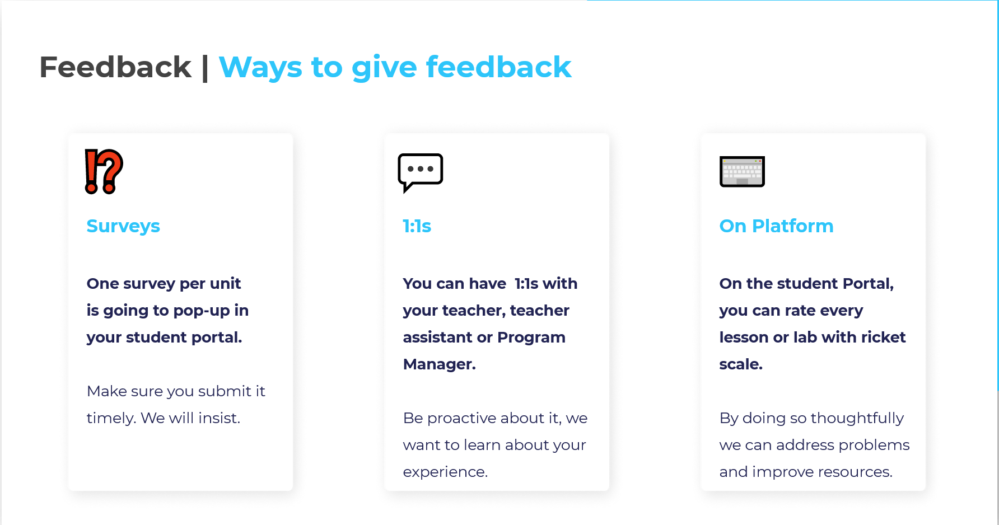 Feedback | Ways to give feedback
Surveys
One survey per unit
is going to pop-up in
your student portal.
Make sure you submit it
timely. We will insist.
1:1s
You can have  1:1s with
your teacher, teacher
assistant or Program
Manager.
Be proactive about it, we
want to learn about your
experience.
On Platform
On the student Portal,
you can rate every
lesson or lab with ricket
scale.
By doing so thoughtfully
we can address problems
and improve resources.